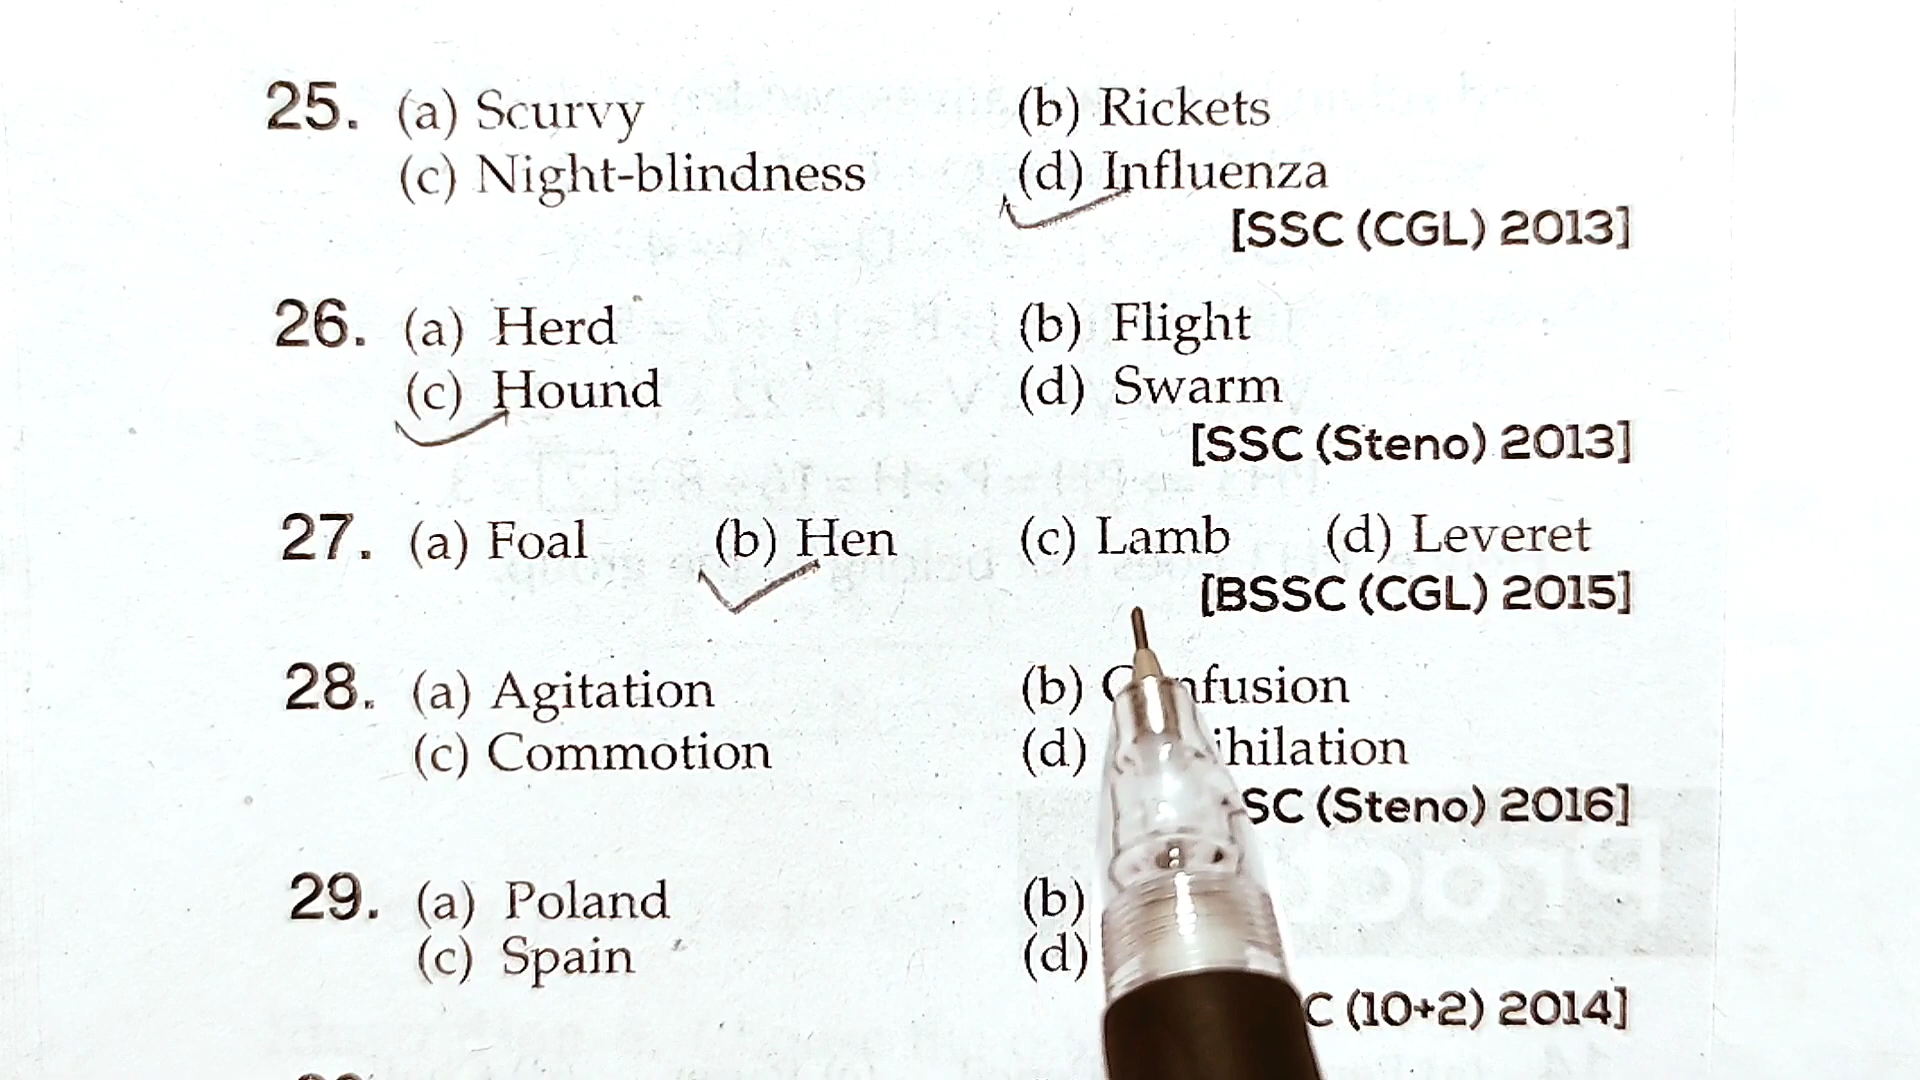 25. (a) Scurvy (b) Rickets
(c) Night-blindness (d) Influenza
[SSC (CGL) 2013]
26. (a) Herd (b) Flight
(c) Hound (d) Swarm
[SSC (Steno) 2013]
27. (a) Foal (b) Hen (c) Lamb (d) Leveret
[BSSC (CGL) 2015]
28. (a) Agitation (b)
(c) Commotion (d)
(Steno) 2016]
29. (a) Poland (b)
(c) Spain (d)
(10+2) 2014]